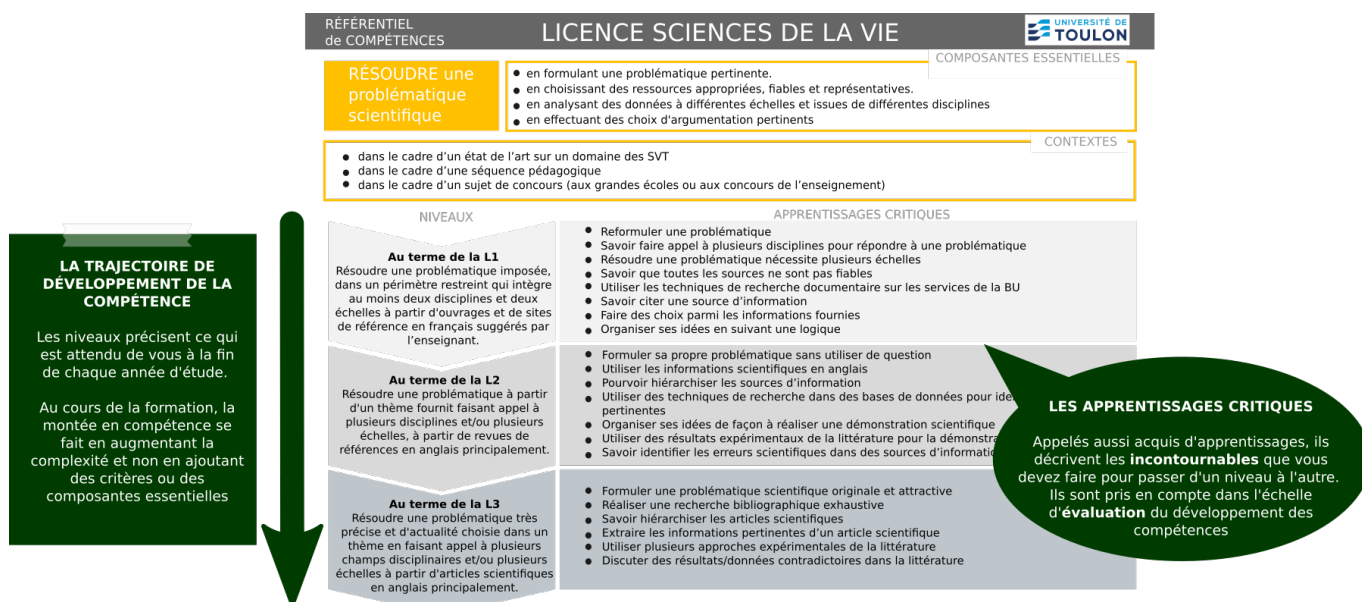 RÉFÉRENTIEL
de COMPÉTENCES
LICENCE SCIENCES DE LA VIE
UNIVERSITÉ DE
TOULON
COMPOSANTES ESSENTIELLES
RÉSOUDRE une
problématique
scientifique
● en formulant une problématique pertinente.
● en choisissant des ressources appropriées, fiables et représentatives.
● en analysant des données à différentes échelles et issues de différentes disciplines
● en effectuant des choix d'argumentation pertinents
CONTEXTES
● dans le cadre d’un état de l’art sur un domaine des SVT
● dans le cadre d’une séquence pédagogique
● dans le cadre d’un sujet de concours (aux grandes écoles ou aux concours de l’enseignement)
LA TRAJECTOIRE DE
DÉVELOPPEMENT DE LA
COMPÉTENCE
Les niveaux précisent ce qui
est attendu de vous à la fin
de chaque année d'étude.
Au cours de la formation, la
montée en compétence se
fait en augmentant la
complexité et non en ajoutant
des critères ou des
composantes essentielles
NIVEAUX
APPRENTISSAGES CRITIQUES
Au terme de la L1
Résoudre une problématique imposée,
dans un périmètre restreint qui intègre
au moins deux disciplines et deux
échelles à partir d’ouvrages et de sites
de référence en français suggérés par
l’enseignant.
● Reformuler une problématique
● Savoir faire appel à plusieurs disciplines pour répondre à une problématique
● Résoudre une problématique nécessite plusieurs échelles
● Savoir que toutes les sources ne sont pas fiables
● Utiliser les techniques de recherche documentaire sur les services de la BU
● Savoir citer une source d’information
● Faire des choix parmi les informations fournies
● Organiser ses idées en suivant une logique
Au terme de la L2
Résoudre une problématique à partir
d'un thème fournit faisant appel à
plusieurs disciplines et/ou plusieurs
échelles, à partir de revues de
références en anglais principalement.
● Formuler sa propre problématique sans utiliser de question
● Utiliser les informations scientifiques en anglais
● Pourvoir hiérarchiser les sources d’information
● Utiliser des techniques de recherche dans des bases de données pour
pertinentes
● Organiser ses idées de façon à réaliser une démonstration scientifique
● Utiliser des résultats expérimentaux de la littérature pour la
● Savoir identifier les erreurs scientifiques dans des sources
Au terme de la L3
Résoudre une problématique très
précise et d'actualité choisie dans un
thème en faisant appel à plusieurs
champs disciplinaires et/ou plusieurs
échelles à partir d'articles scientifiques
en anglais principalement.
● Formuler une problématique scientifique originale et attractive
● Réaliser une recherche bibliographique exhaustive
● Savoir hiérarchiser les articles scientifiques
● Extraire les informations pertinentes d’un article scientifique
● Utiliser plusieurs approches expérimentales de la littérature
● Discuter des résultats/données contradictoires dans la littérature
LES APPRENTISSAGES CRITIQUES
Appelés aussi acquis d'apprentissages, ils
décrivent les incontournables que vous
devez faire pour passer d'un niveau à l'autre.
Ils sont pris en compte dans l'échelle
d'évaluation du développement des
compétences